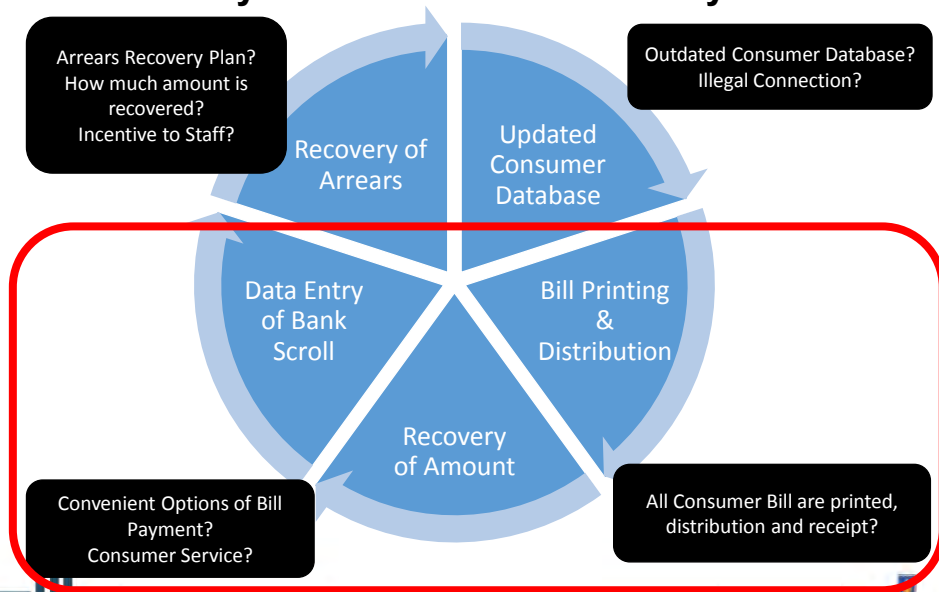 Arrears Recovery Plan?
How much amount is
recovered?
Incentive to Staff?
Outdated Consumer Database?
Illegal Connection?
Recovery of
Arrears
Updated
Consumer
Database
Data Entry
of Bank
Scroll
Bill Printing
&
Distribution
Recovery
of Amount
Convenient Options of Bill
Payment?
Consumer Service?
All Consumer Bill are printed,
distribution and receipt?